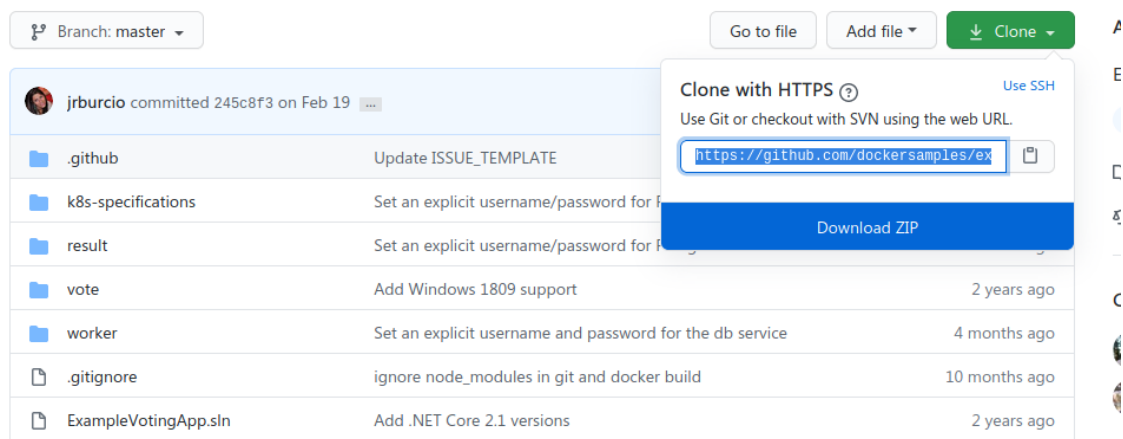 Branch: master
Go to file
Add file
Clone
jrburcio committed 245c8f3 on Feb 19 ...
Clone with HTTPS ?
Use SSH
Use Git or checkout with SVN using the web URL.
https://github.com/dockersamples/ex
Download ZIP
.github Update ISSUE_TEMPLATE
k8s-specifications Set an explicit username/password for
result Set an explicit username/password for
vote Add Windows 1809 support 2 years ago
worker Set an explicit username and password for the db service 4 months ago
.gitignore ignore node_modules in git and docker build 10 months ago
ExampleVotingApp.sln Add .NET Core 2.1 versions 2 years ago